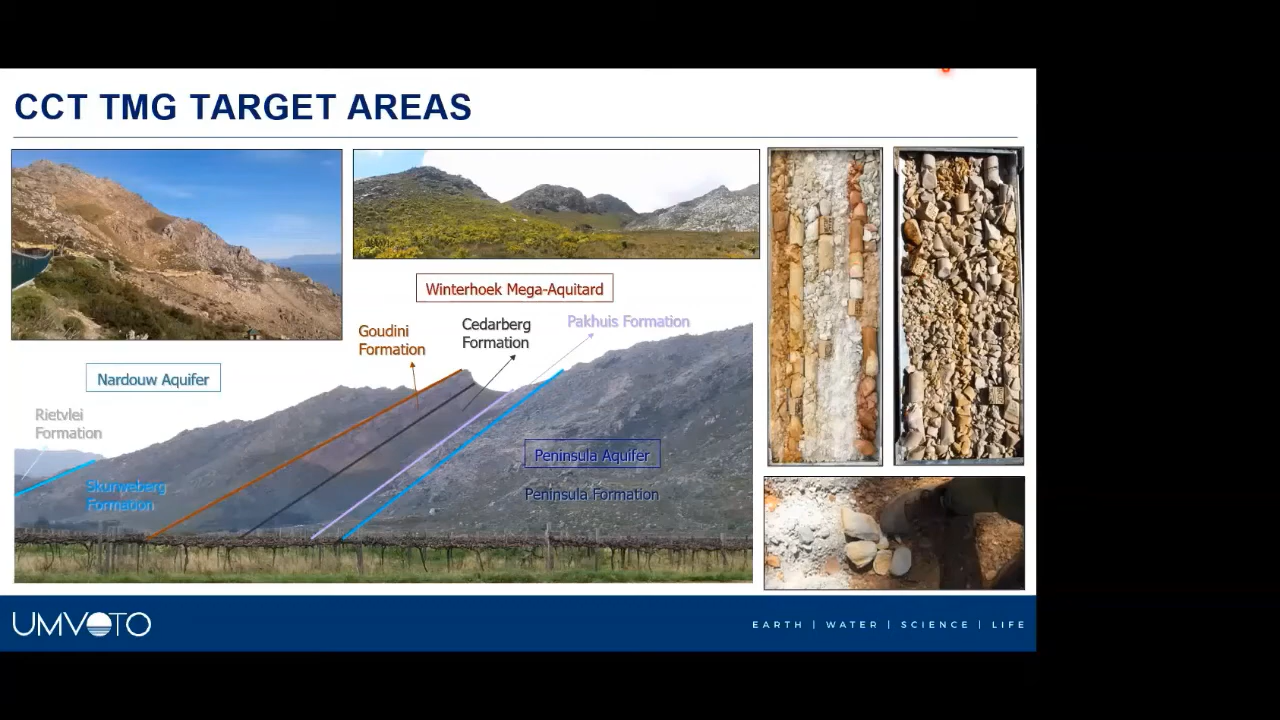 CCT TMG TARGET AREAS
Winterhoek Mega-Aquitard
Goudini
Formation
Cedarberg
Formation
Pakhuis Formation
Nardouw Aquifer
Rietvlei
Formation
Skurweberg
Formation
Peninsula Aquifer
Peninsula Formation
UMVOTO
EARTH | WATER | SCIENCE | LIFE